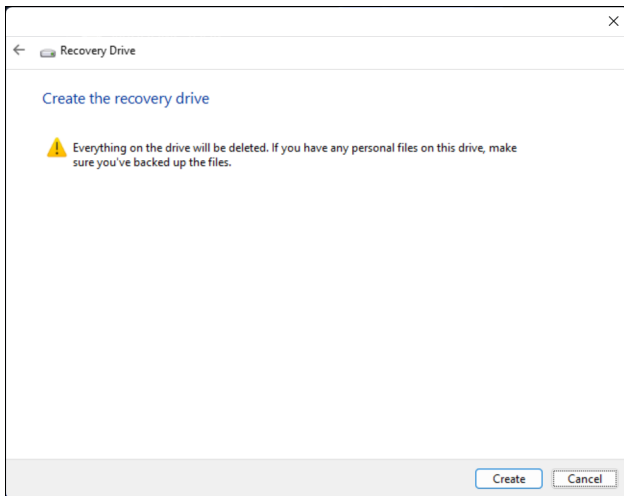 Recovery Drive
Create the recovery drive
Everything on the drive will be deleted. If you have any personal files on this drive, make
sure you've backed up the files.
Create Cancel